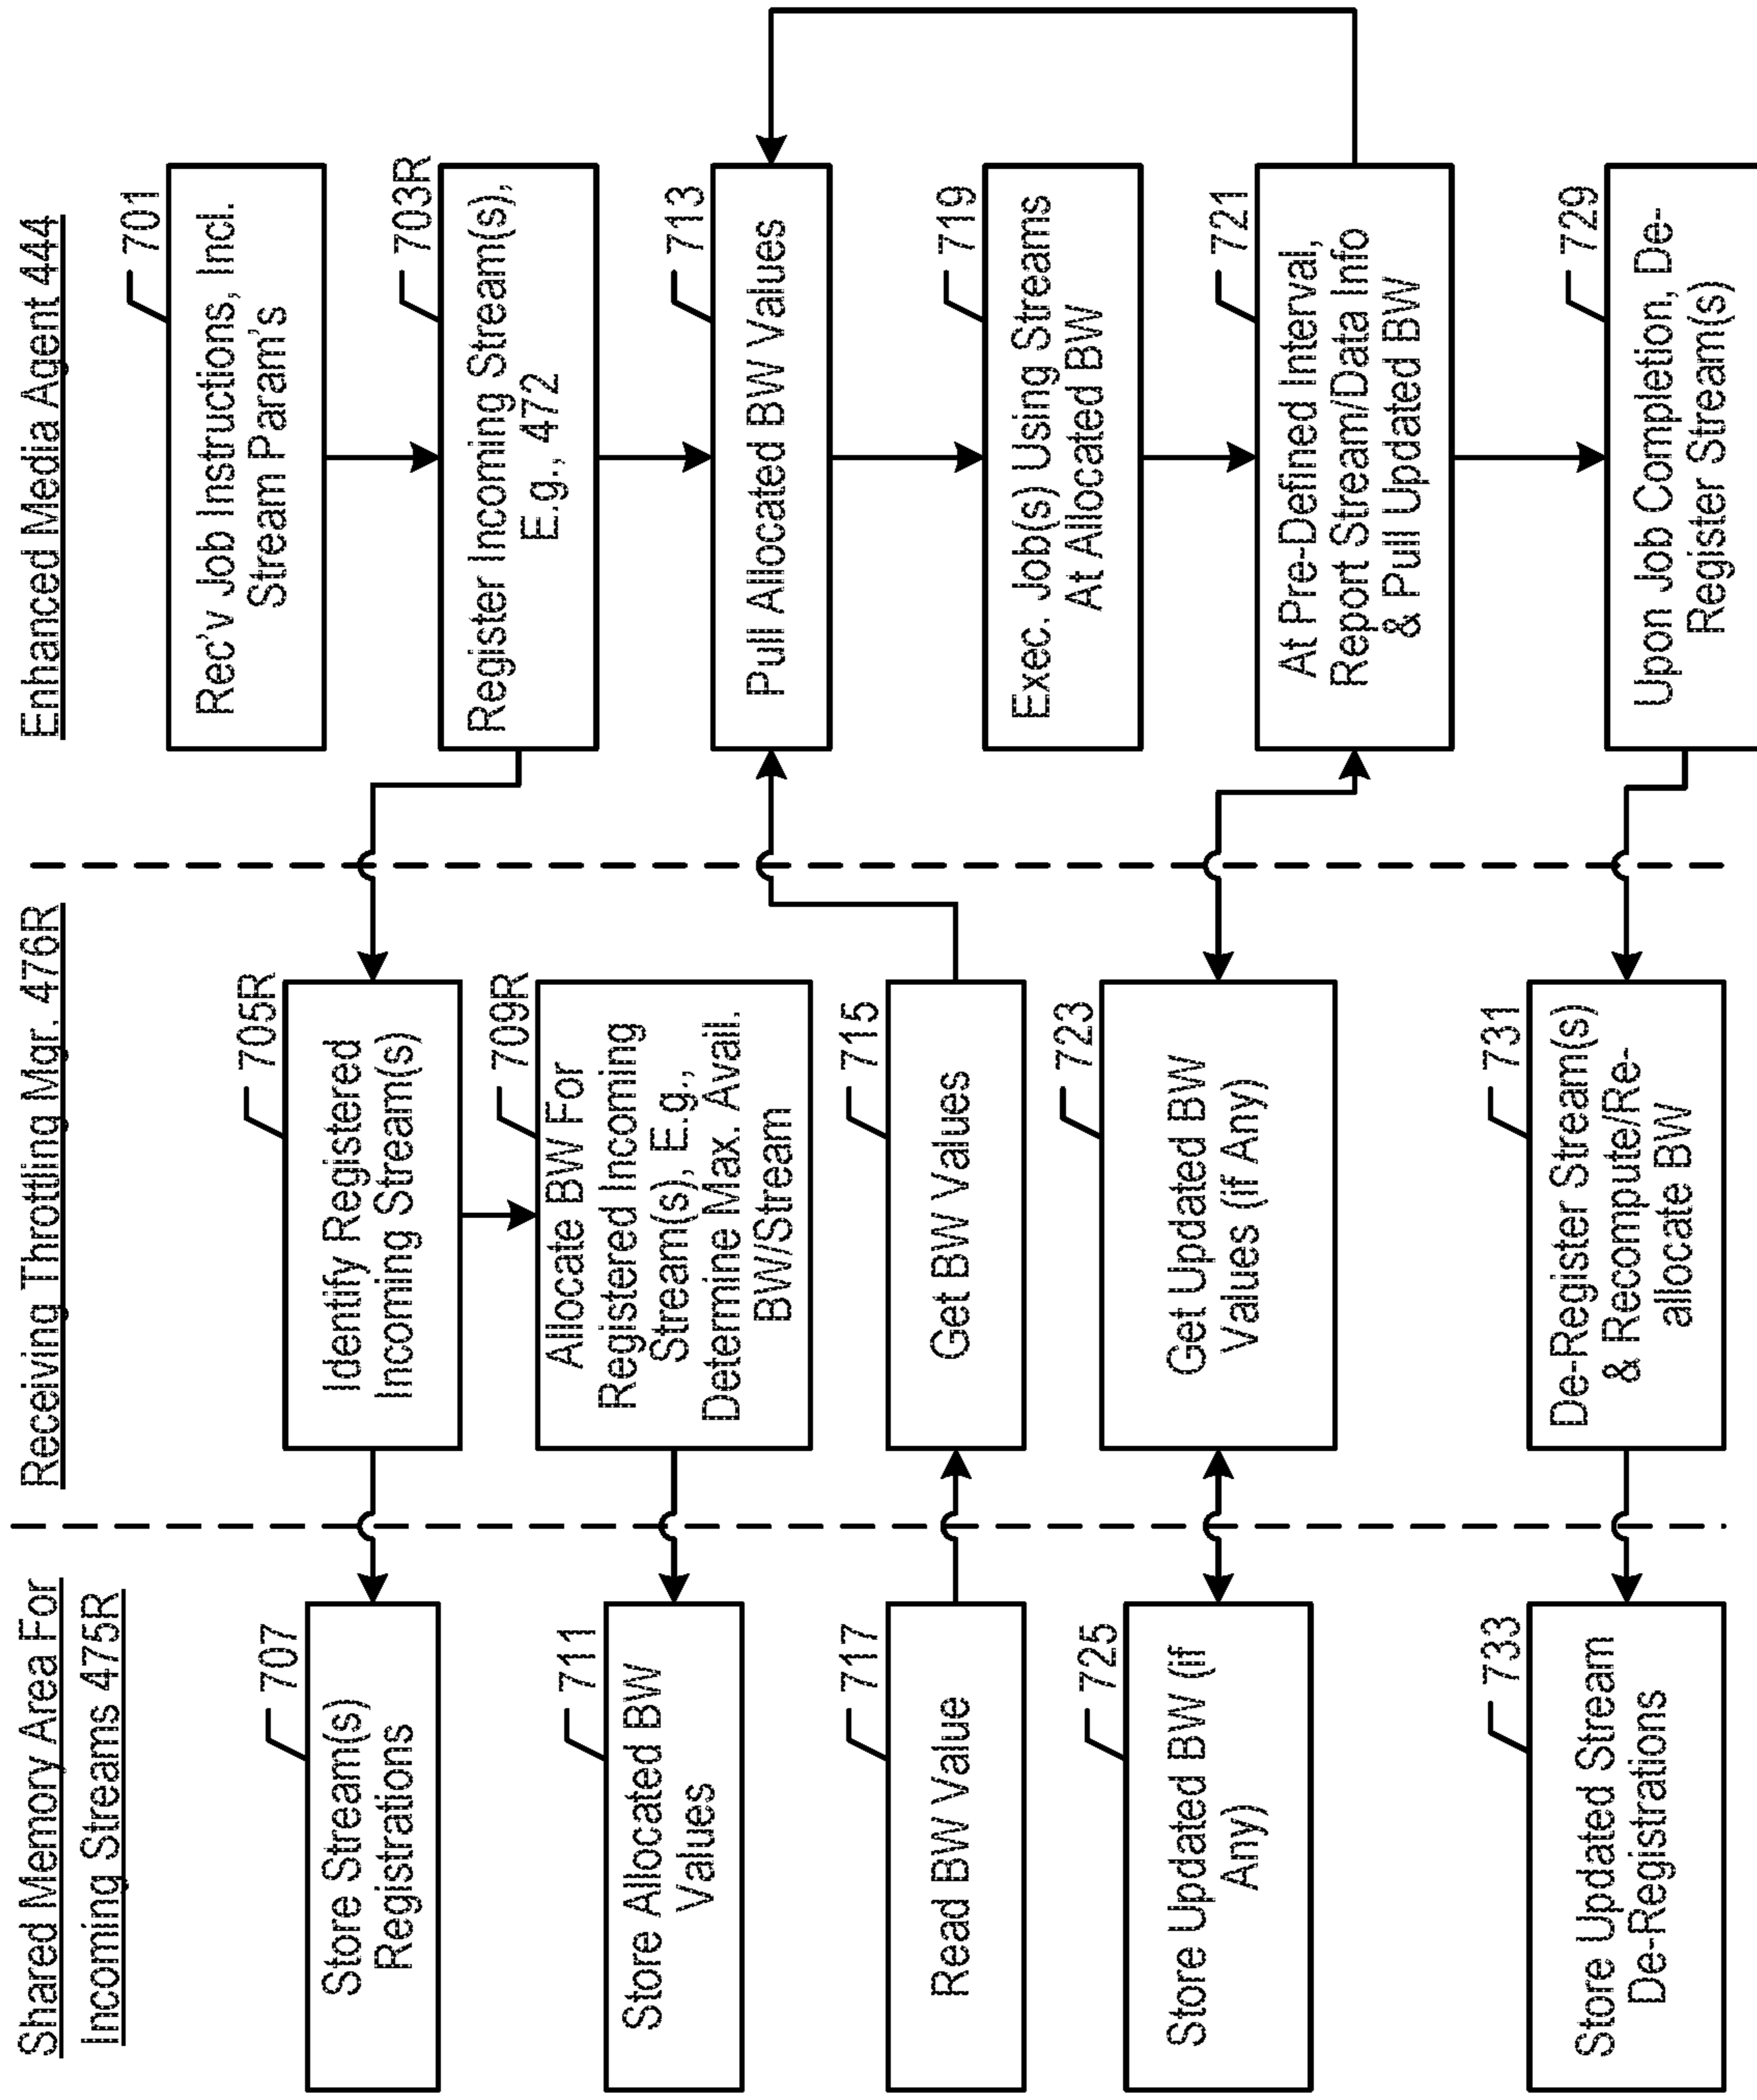 Shared Memory Area For
Incoming Streams 475R
Receiving Throttling Mgr. 476R
Enhanced Media Agent 444
701
Rec'v Job Instructions, Incl.
Stream Param's
703R
Register Incoming Stream(s),
E.g., 472
705R
Identify Registered
Incoming Stream(s)
707
Store Stream(s)
Registrations
709R
Allocate BW For
Registered Incoming
Stream(s), E.g.,
Determine Max. Avail.
BW/Stream
711
Store Allocated BW
Values
713
Pull Allocated BW Values
715
Get BW Values
717
Read BW Value
719
Exec. Job(s) Using Streams
At Allocated BW
721
At Pre-Defined Interval,
Report Stream/Data Info
& Pull Updated BW
723
Get Updated BW
Values (if Any)
725
Store Updated BW (if
Any)
729
Upon Job Completion, De-
Register Stream(s)
731
De-Register Stream(s)
& Recompute/Re-
allocate BW
733
Store Updated Stream
De-Registrations